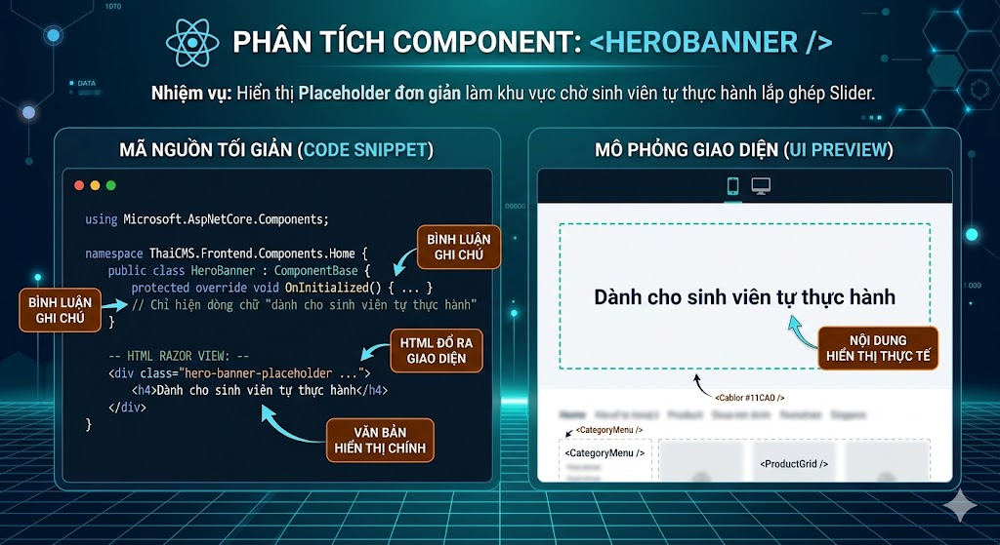 1OTO
PHÂN TÍCH COMPONENT: <HEROBANNER />
DATA
Nhiệm vụ: Hiển thị Placeholder đơn giản làm khu vực chờ sinh viên tự thực hành lắp ghép Slider.
MÃ NGUỒN TỐI GIẢN (CODE SNIPPET)
using Microsoft.AspNetCore.Components;
namespace ThaiCMS.Frontend.Components.Home {
public class HeroBanner : ComponentBase {
protected override void OnInitialized() { ... }
// Chỉ hiện dòng chữ "dành cho sinh viên tự thực hành"
}
-- HTML RAZOR VIEW: --
<div class="hero-banner-placeholder ...">
<h4>Dành cho sinh viên tự thực hành</h4>
</div>
}
BÌNH LUẬN
GHI CHÚ
BÌNH LUẬN
GHI CHÚ
HTML ĐỔ RA
GIAO DIỆN
VĂN BẢN
HIỂN THỊ CHÍNH
00000
MÔ PHỎNG GIAO DIỆN (UI PREVIEW)
Dành cho sinh viên tự thực hành
NỘI DUNG
HIỂN THỊ THỰC TẾ
<Cablor #11CAO />
Home
Product
<CategoryMenu />
<CategoryMenu />
<ProductGrid />
1 000